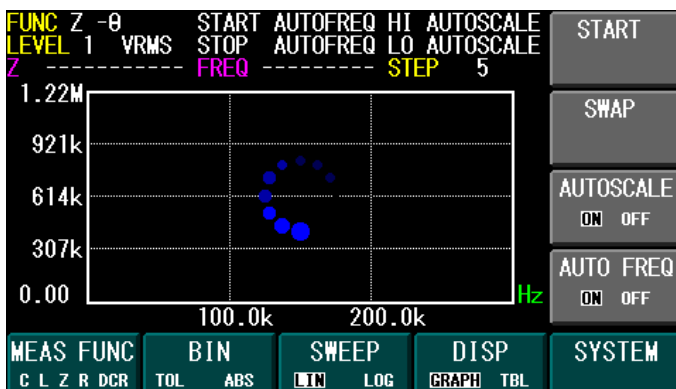 FUNC Z -θ START AUTOFREQ HI AUTOSCALE
LEVEL 1 VRMS STOP AUTOFREQ LO AUTOSCALE
Z ----------- FREQ --------- STEP 5
1.22M
921k
614k
307k
0.00
100.0k 200.0k
Hz
START
SWAP
AUTOSCALE
ON OFF
AUTO FREQ
ON OFF
MEAS FUNC BIN SWEEP DISP SYSTEM
C L Z R DCR TOL ABS LIN LOG GRAPH TBL